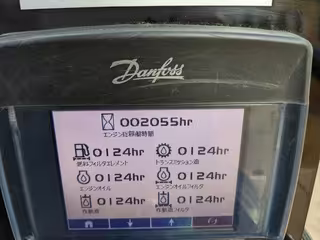 Danfoss
002055hr
エンジン総稼働時間
0124hr
0124hr
燃料フィルタエレメント
トランスミッション油
0124hr
0124hr
エンジンオイル
エンジンオイルフィルタ
0124hr
0124hr
作動油
作動油フィルタ